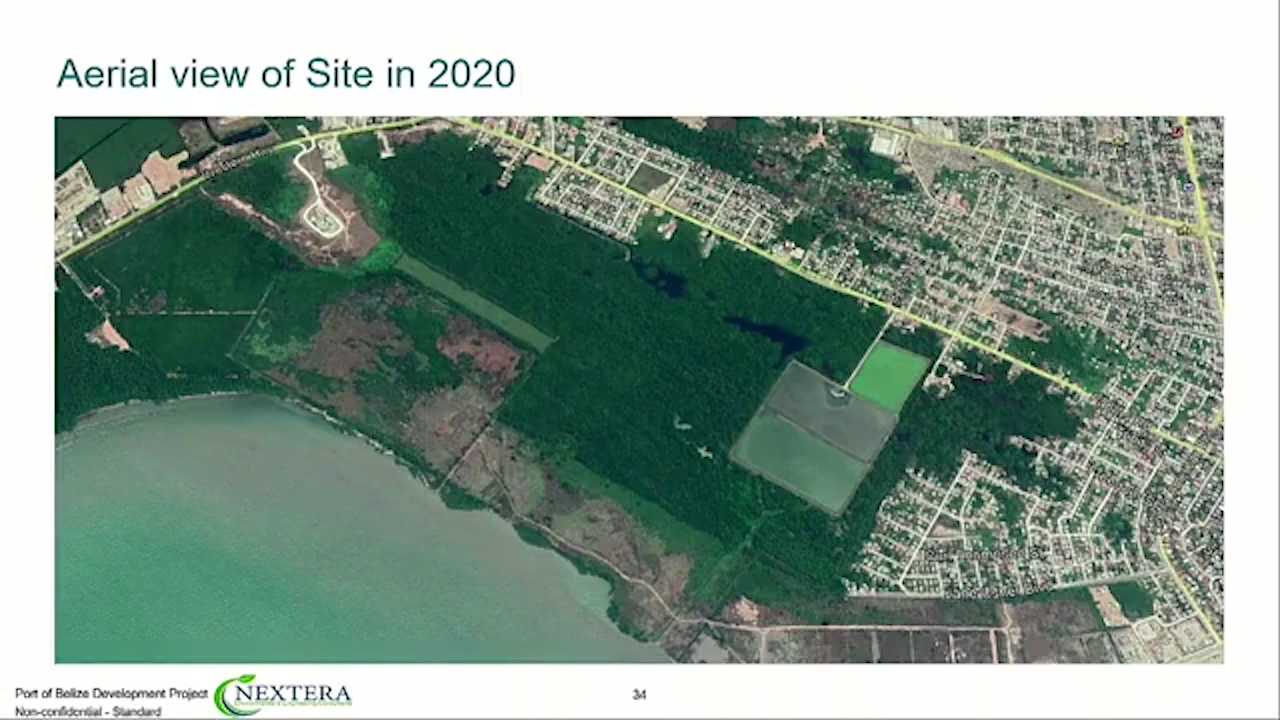 Aerial view of Site in 2020
Port of Belize Development Project
NEXTERA
Non-confidential - Standard
34